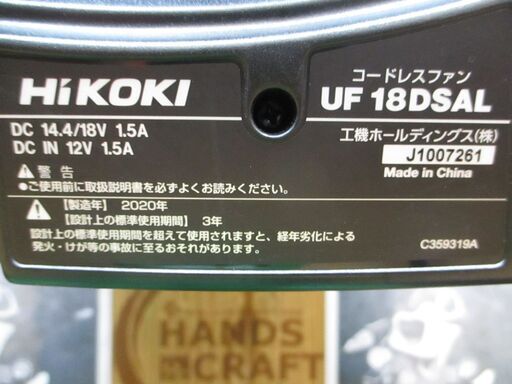 HiKOKI
コードレスファン
UF 18DSAL
DC 14.4/18V 1.5A
DC IN 12V 1.5A
工機ホールディングス(株)
J1007261
Made in China
⚠警告
●ご使用前に取扱説明書を必ずよくお読みください。
【製造年】 2020年
【設計上の標準使用期間】 3年
設計上の標準使用期間を超えて使用されますと、経年劣化による
発火・けが等の事故に至るおそれがあります。
C359319A
HANDS
CRAFT